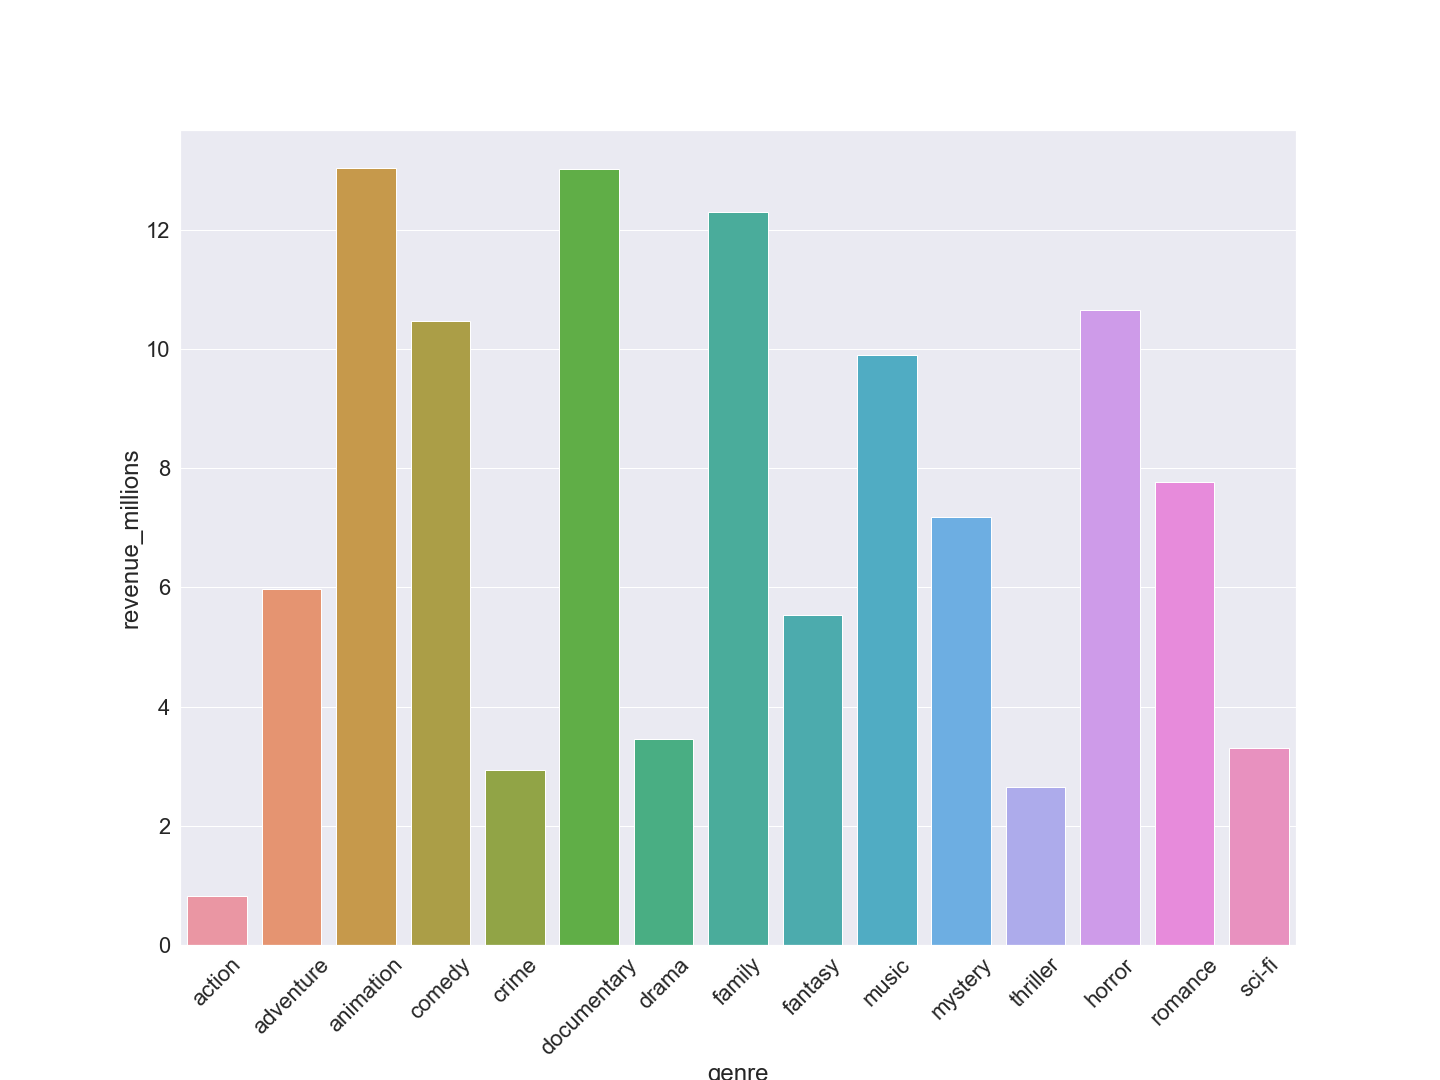 revenue_millions
12
10
8
6
4
2
0
action
adventure
animation
comedy
crime
documentary
drama
family
fantasy
music
mystery
thriller
horror
romance
sci-fi
genre